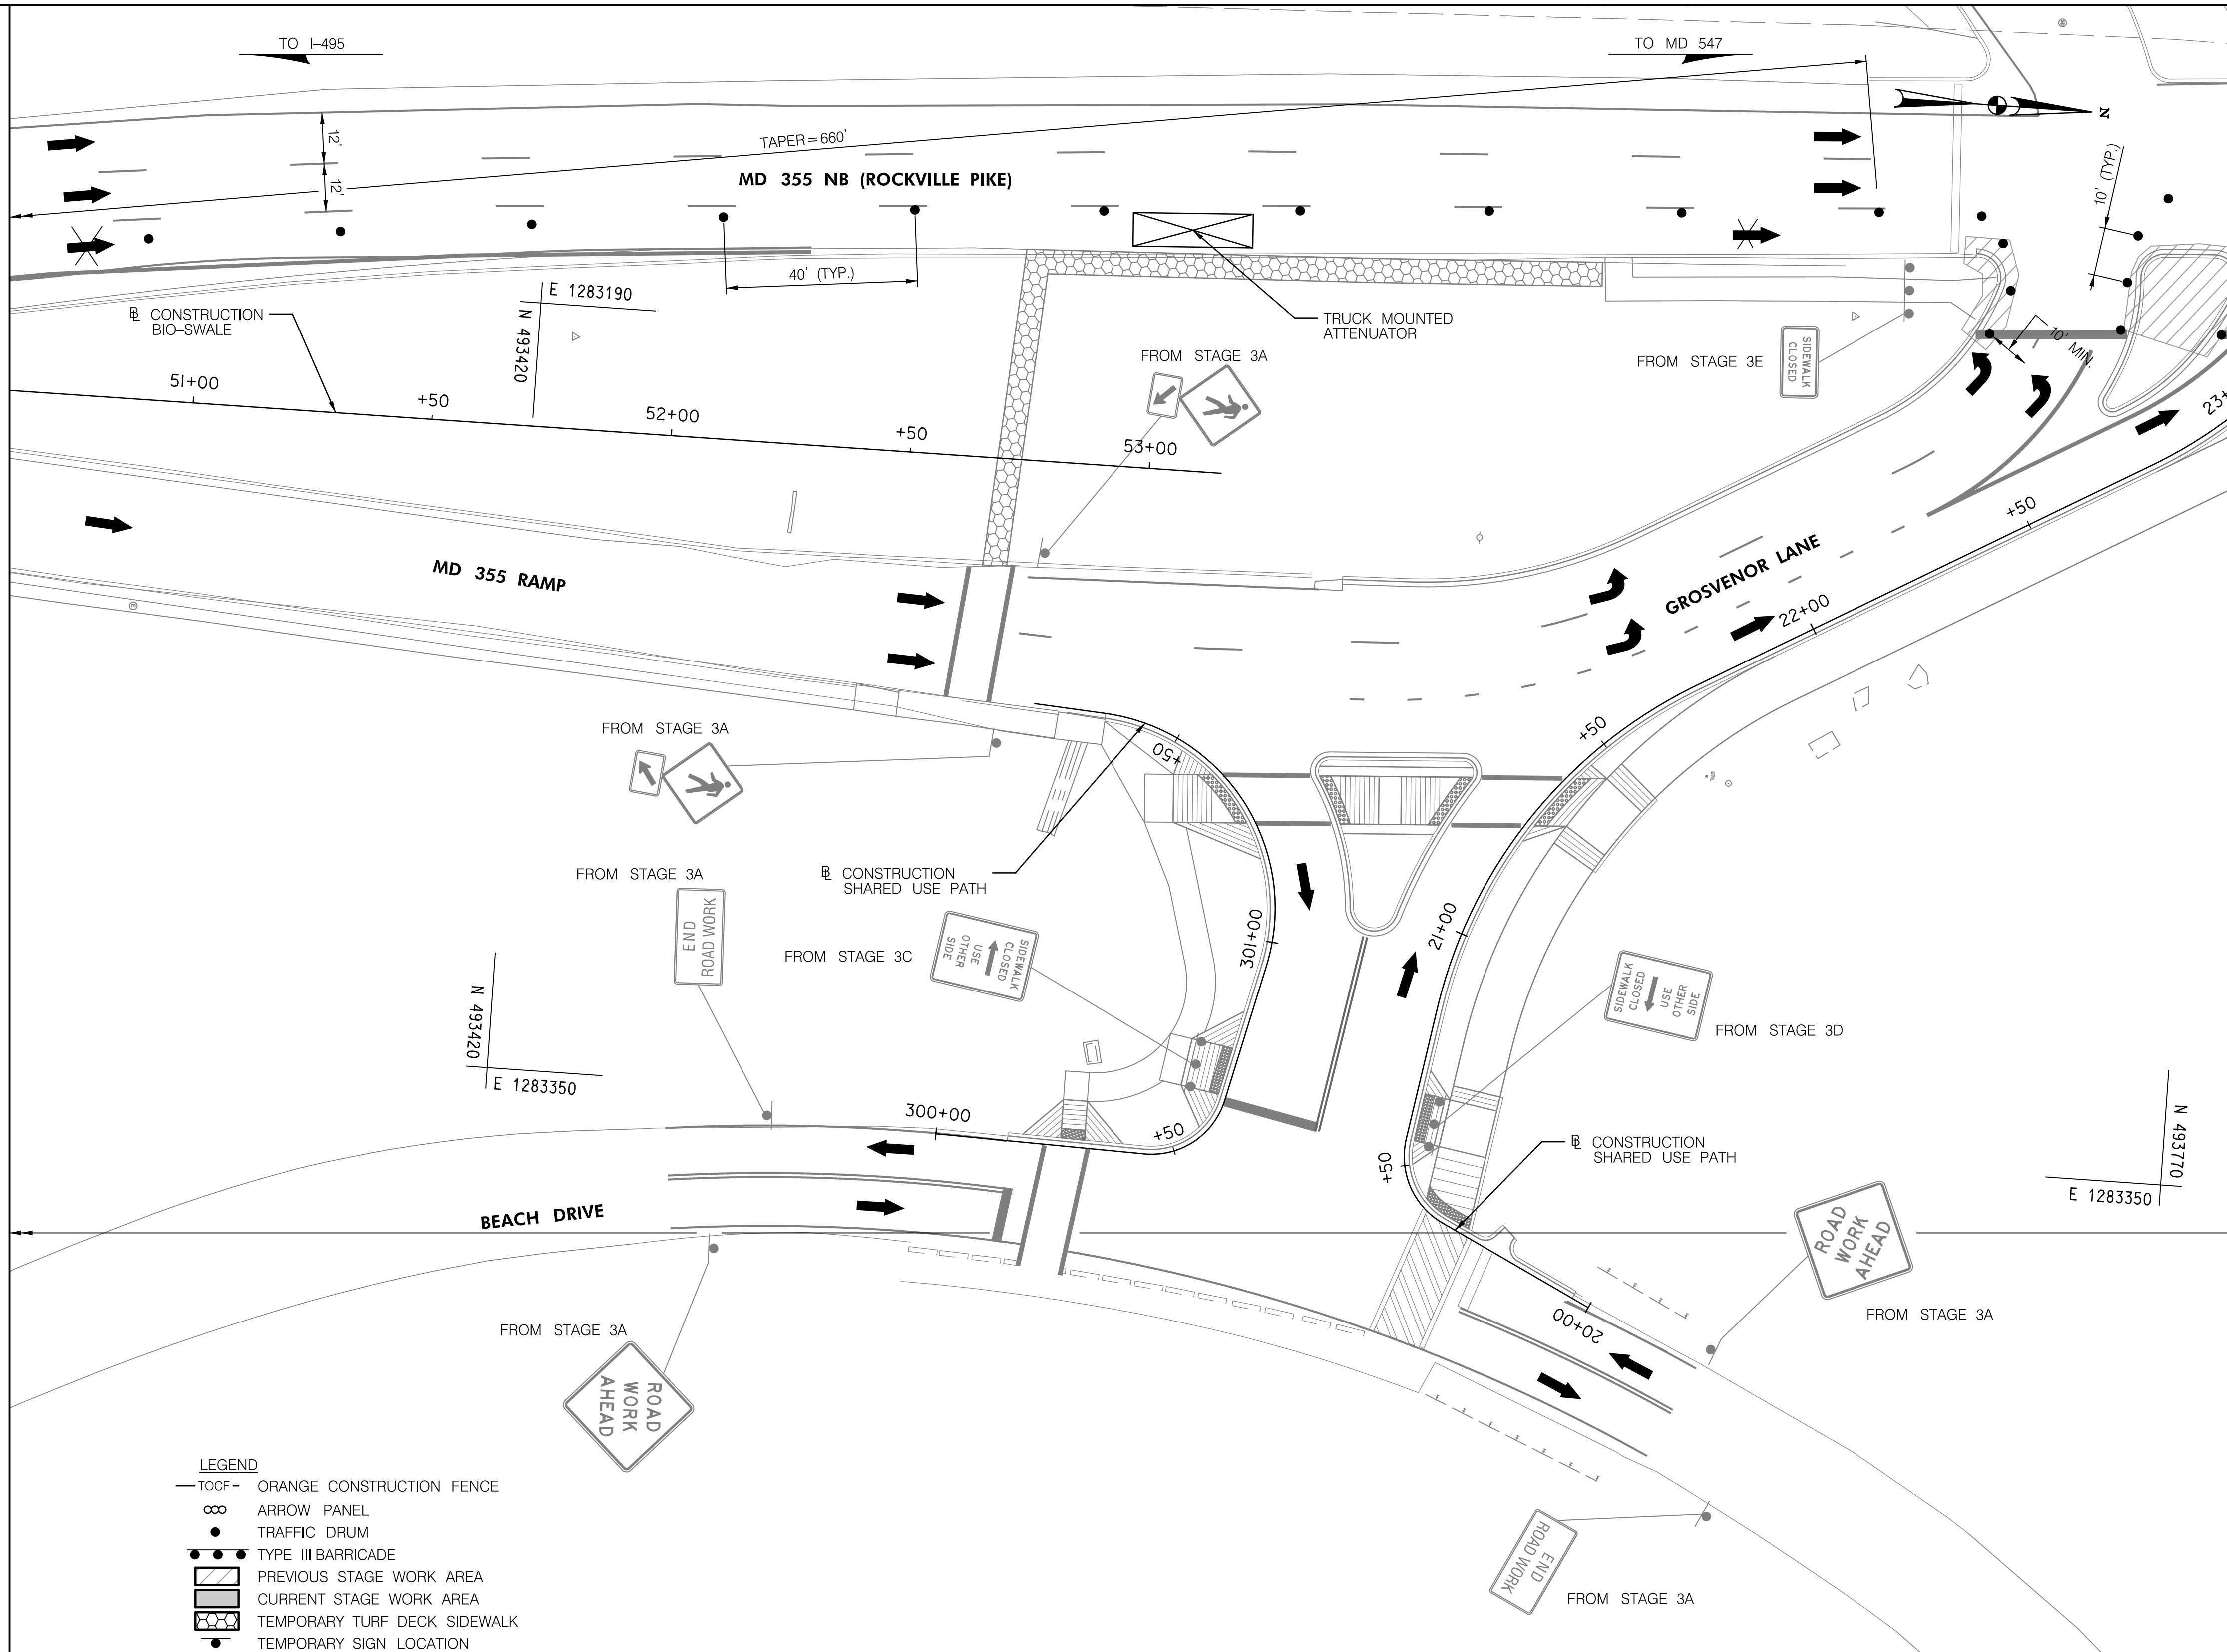 TO I-495
TO MD 547
N
12'
12'
TAPER=660'
MD 355 NB (ROCKVILLE PIKE)
10' (TYP.)
40' (TYP.)
E 1283190
N 493420
℄ CONSTRUCTION
BIO-SWALE
TRUCK MOUNTED
ATTENUATOR
FROM STAGE 3A
FROM STAGE 3E
SIDEWALK
CLOSED
10' MIN.
51+00
+50
52+00
+50
53+00
23+
+50
MD 355 RAMP
GROSVENOR LANE
22+00
FROM STAGE 3A
+50
+50
FROM STAGE 3A
END
ROAD WORK
℄ CONSTRUCTION
SHARED USE PATH
FROM STAGE 3C
SIDEWALK
CLOSED
USE
OTHER
SIDE
301+00
21+00
SIDEWALK
CLOSED
USE
OTHER
SIDE
FROM STAGE 3D
N 493420
E 1283350
300+00
+50
+50
℄ CONSTRUCTION
SHARED USE PATH
N 493770
E 1283350
BEACH DRIVE
ROAD
WORK
AHEAD
FROM STAGE 3A
20+00
FROM STAGE 3A
ROAD
WORK
AHEAD
END
ROAD WORK
FROM STAGE 3A
LEGEND
TOCF ORANGE CONSTRUCTION FENCE
ARROW PANEL
TRAFFIC DRUM
TYPE III BARRICADE
PREVIOUS STAGE WORK AREA
CURRENT STAGE WORK AREA
TEMPORARY TURF DECK SIDEWALK
TEMPORARY SIGN LOCATION